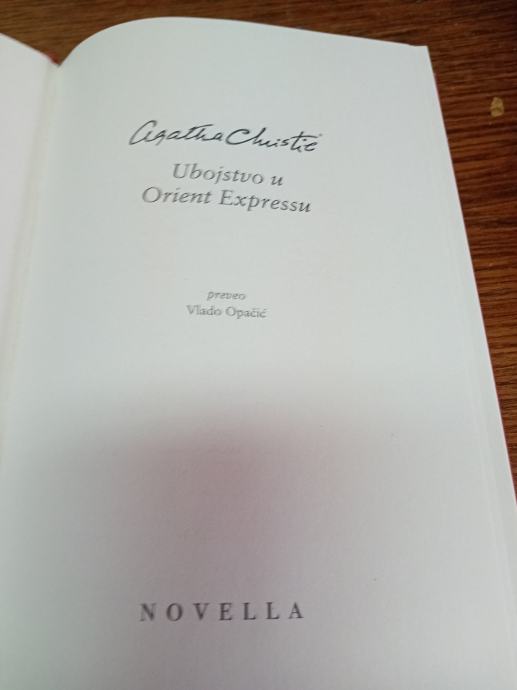 Agatha Christie
Ubojstvo u
Orient Expressu
preveo
Vlado Opačić
NOVELLA